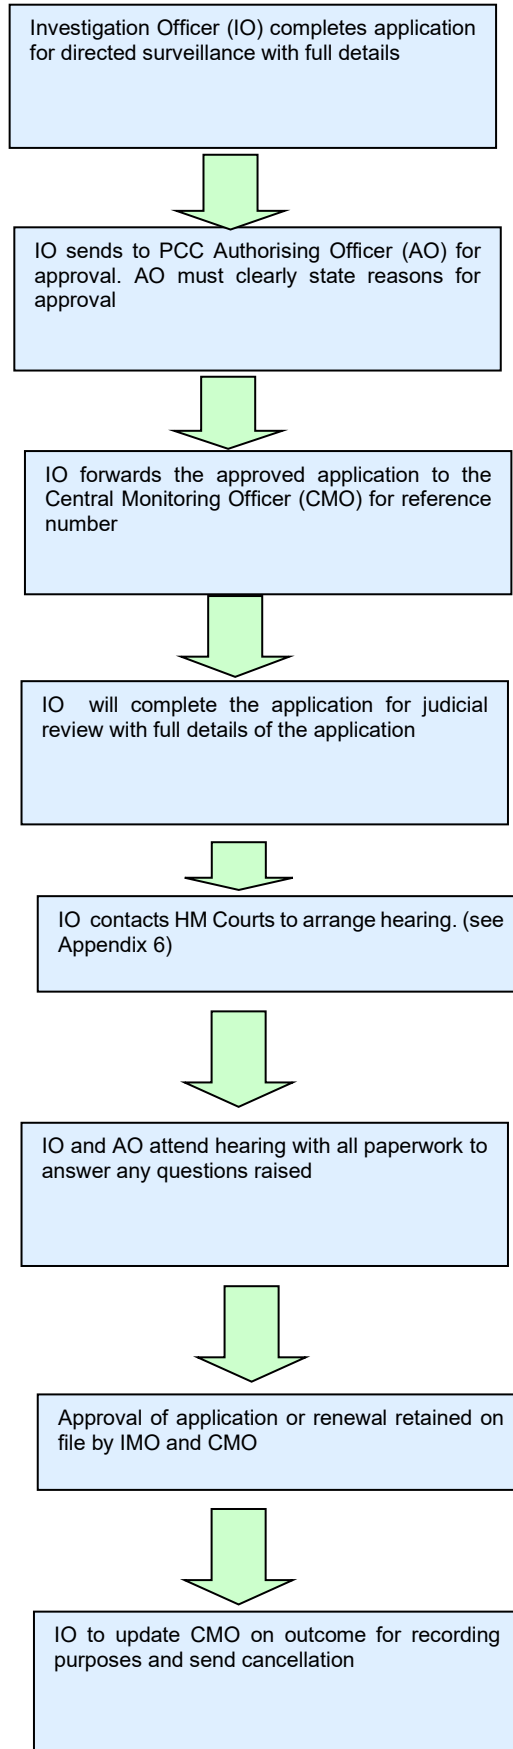 Investigation Officer (IO) completes application
for directed surveillance with full details
IO sends to PCC Authorising Officer (AO) for
approval. AO must clearly state reasons for
approval
IO forwards the approved application to the
Central Monitoring Officer (CMO) for reference
number
IO will complete the application for judicial
review with full details of the application
IO contacts HM Courts to arrange hearing. (see
Appendix 6)
IO and AO attend hearing with all paperwork to
answer any questions raised
Approval of application or renewal retained on
file by IMO and CMO
IO to update CMO on outcome for recording
purposes and send cancellation